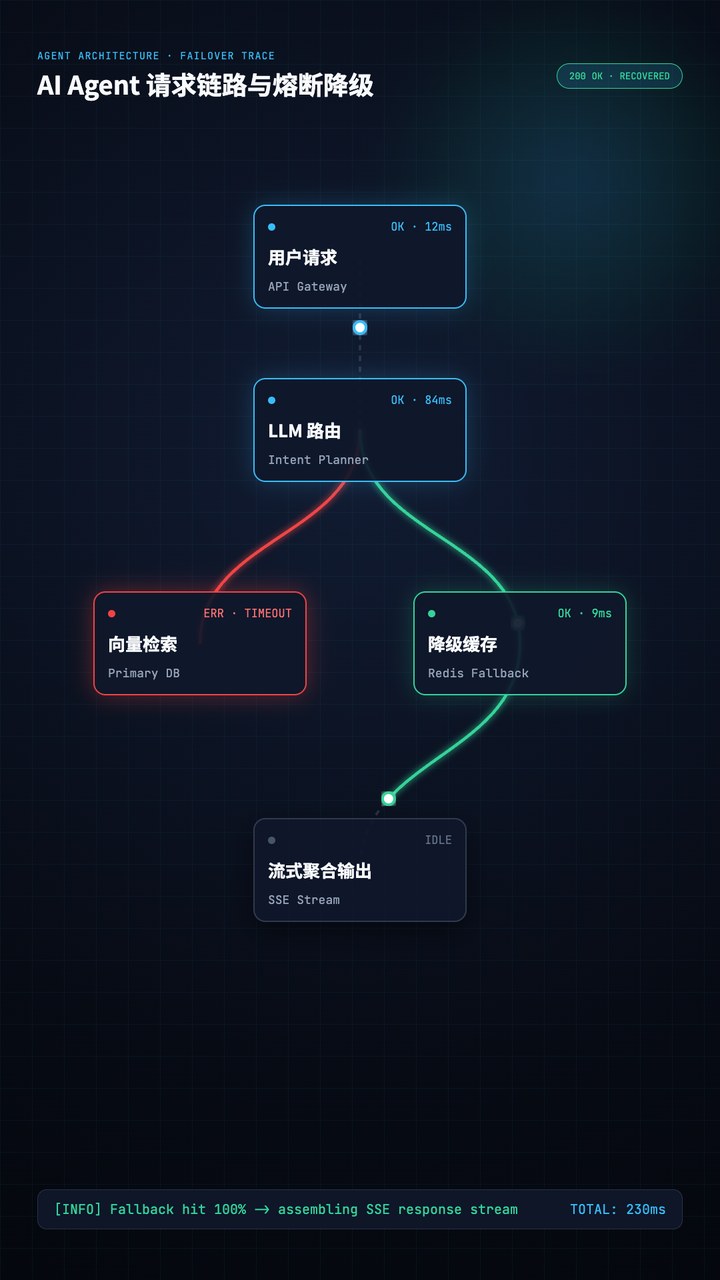 AGENT ARCHITECTURE · FAILOVER TRACE
AI Agent 请求链路与熔断降级
200 OK · RECOVERED
OK · 12ms
用户请求
API Gateway
OK · 84ms
LLM 路由
Intent Planner
ERR · TIMEOUT
向量检索
Primary DB
OK · 9ms
降级缓存
Redis Fallback
IDLE
流式聚合输出
SSE Stream
[INFO] Fallback hit 100% —> assembling SSE response stream
TOTAL: 230ms